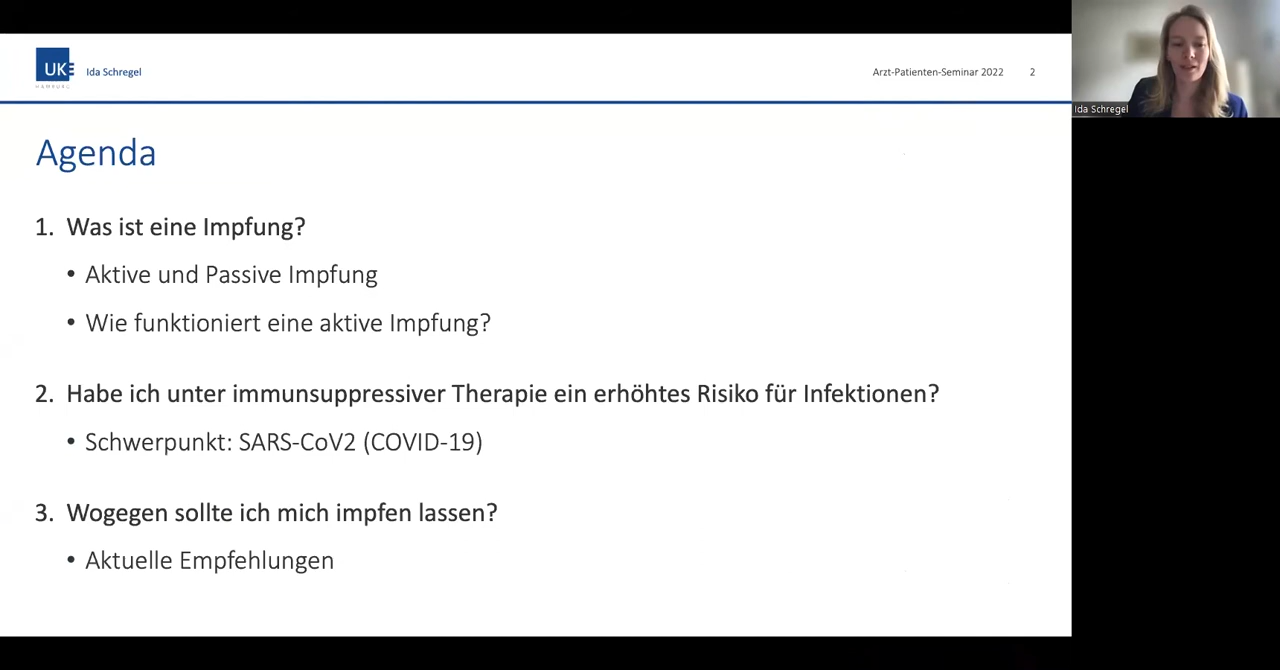 UKE
HAMBURG
Ida Schregel
Arzt-Patienten-Seminar 2022 2
Ida Schregel
Agenda
1. Was ist eine Impfung?
• Aktive und Passive Impfung
• Wie funktioniert eine aktive Impfung?
2. Habe ich unter immunsuppressiver Therapie ein erhöhtes Risiko für Infektionen?
• Schwerpunkt: SARS-CoV2 (COVID-19)
3. Wogegen sollte ich mich impfen lassen?
• Aktuelle Empfehlungen